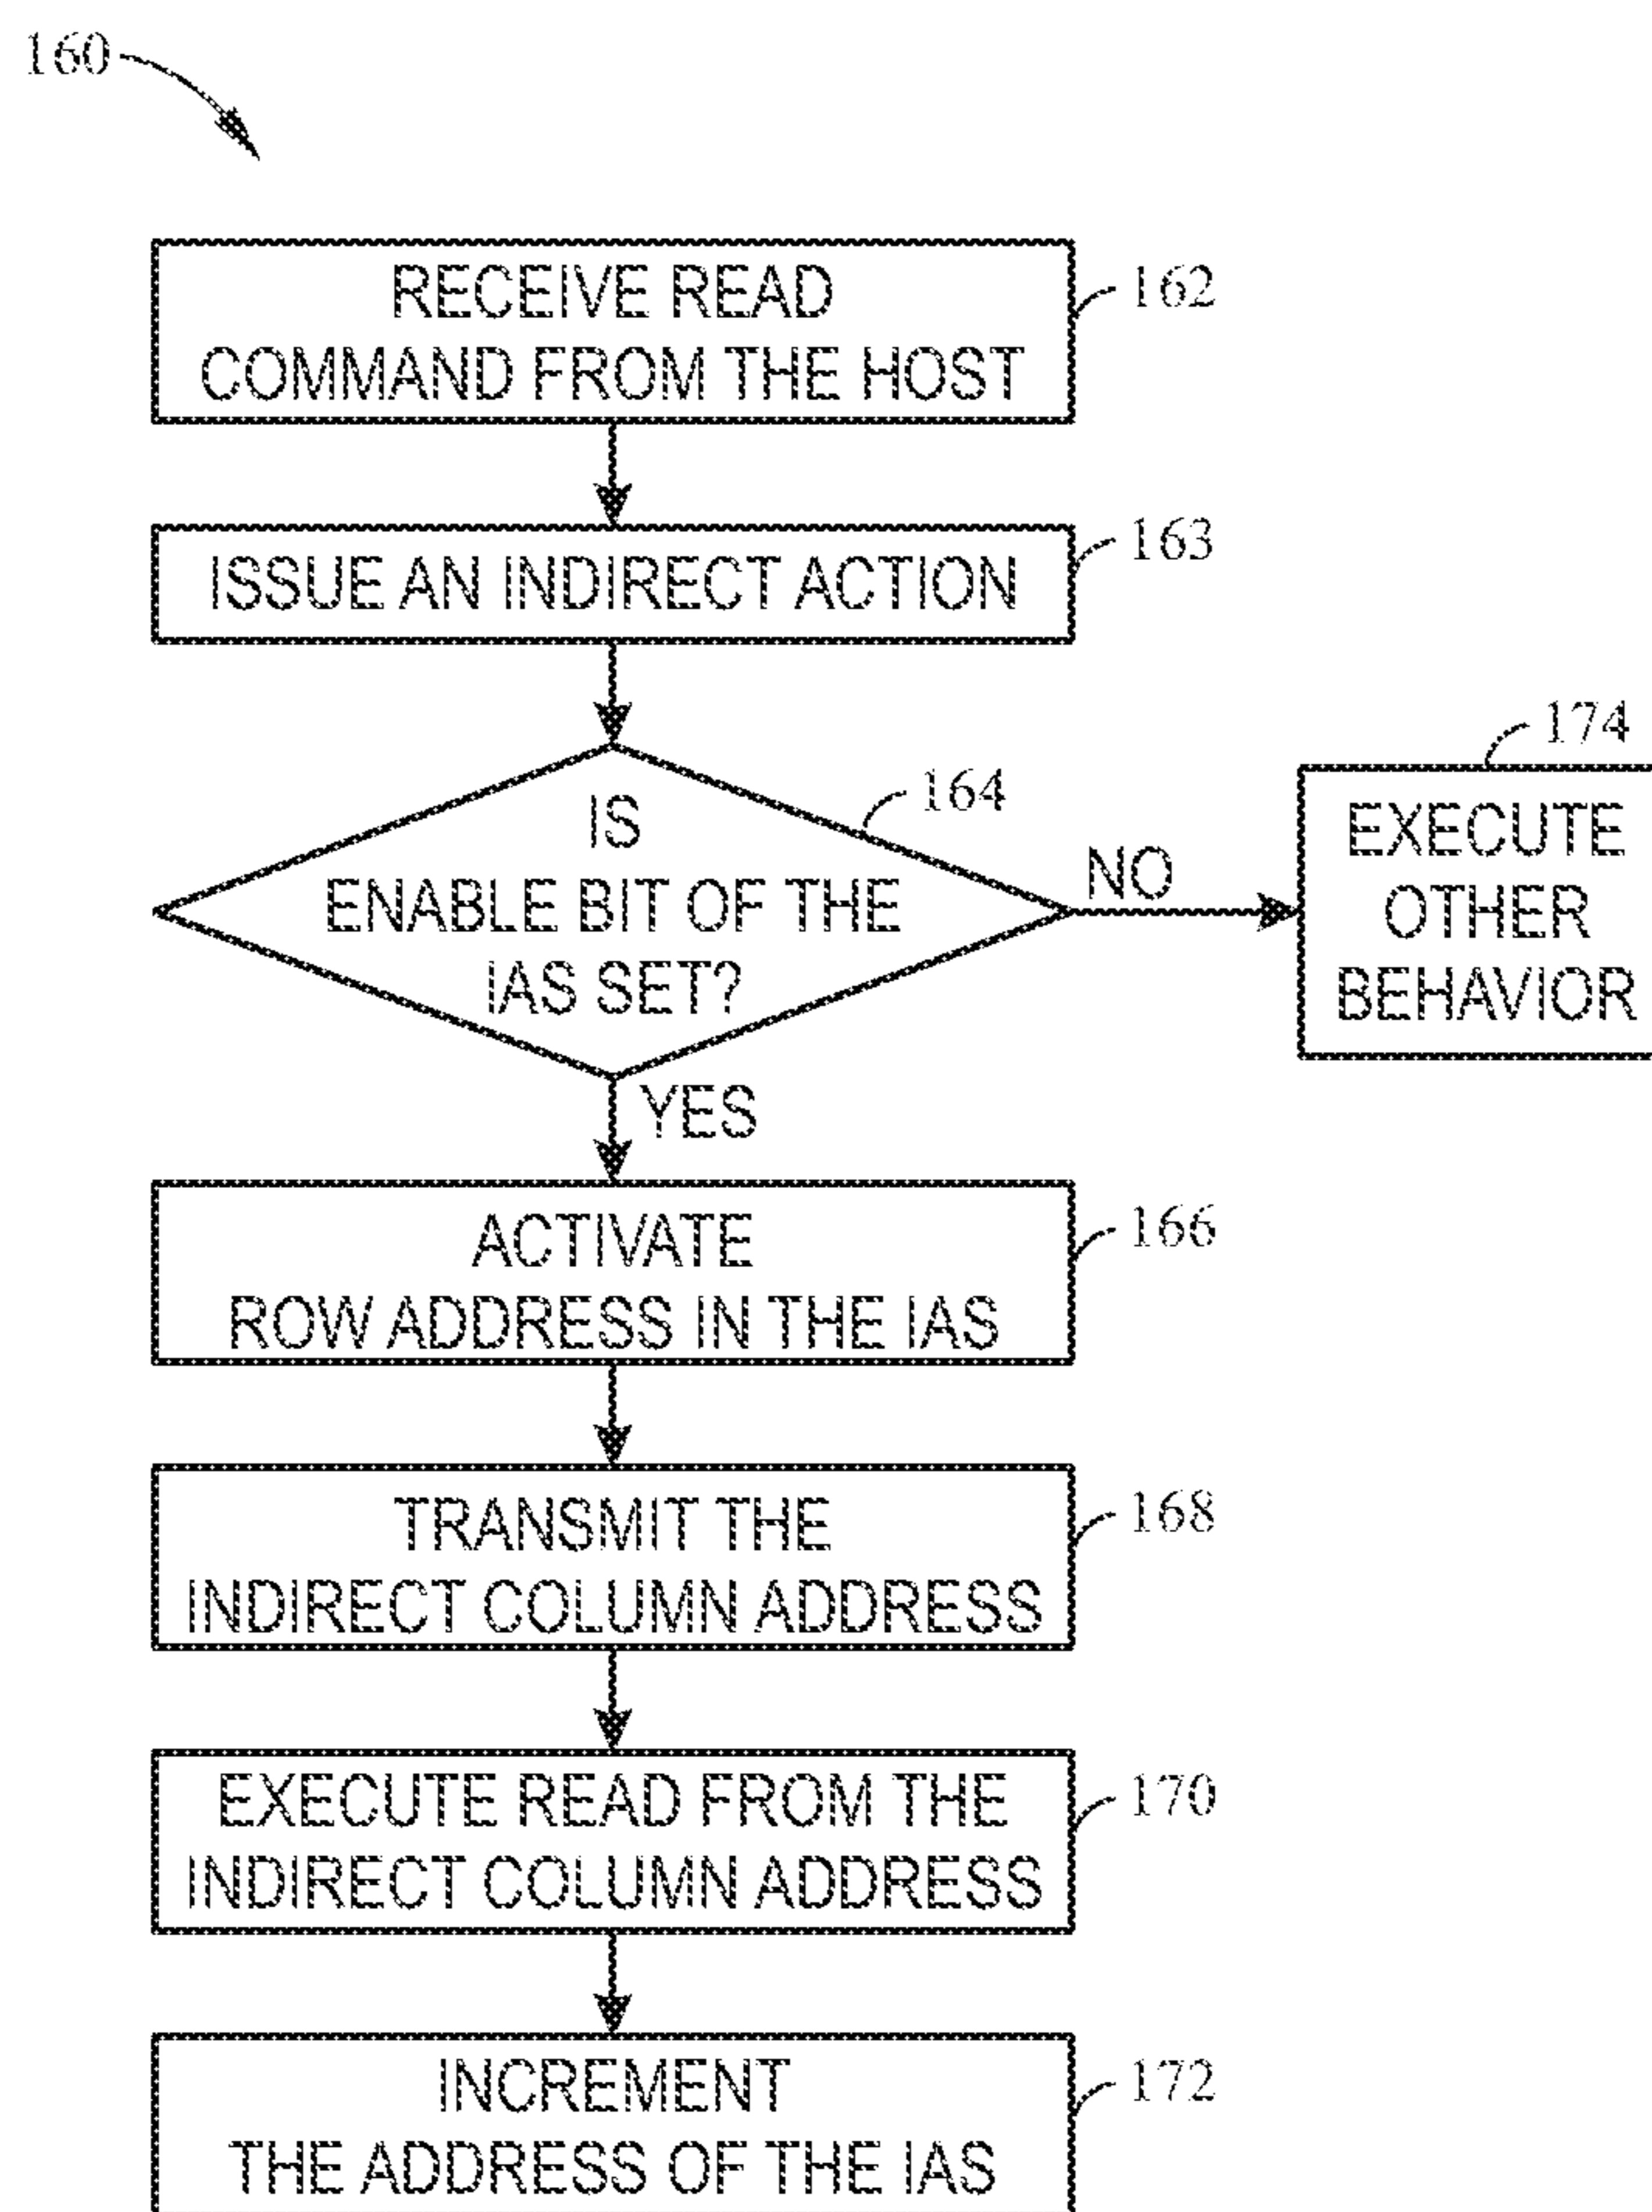 160
RECEIVE READ
COMMAND FROM THE HOST
162
ISSUE AN INDIRECT ACTION
163
IS
ENABLE BIT OF THE
IAS SET?
164
NO
174
EXECUTE
OTHER
BEHAVIOR
YES
ACTIVATE
ROW ADDRESS IN THE IAS
166
TRANSMIT THE
INDIRECT COLUMN ADDRESS
168
EXECUTE READ FROM THE
INDIRECT COLUMN ADDRESS
170
INCREMENT
THE ADDRESS OF THE IAS
172